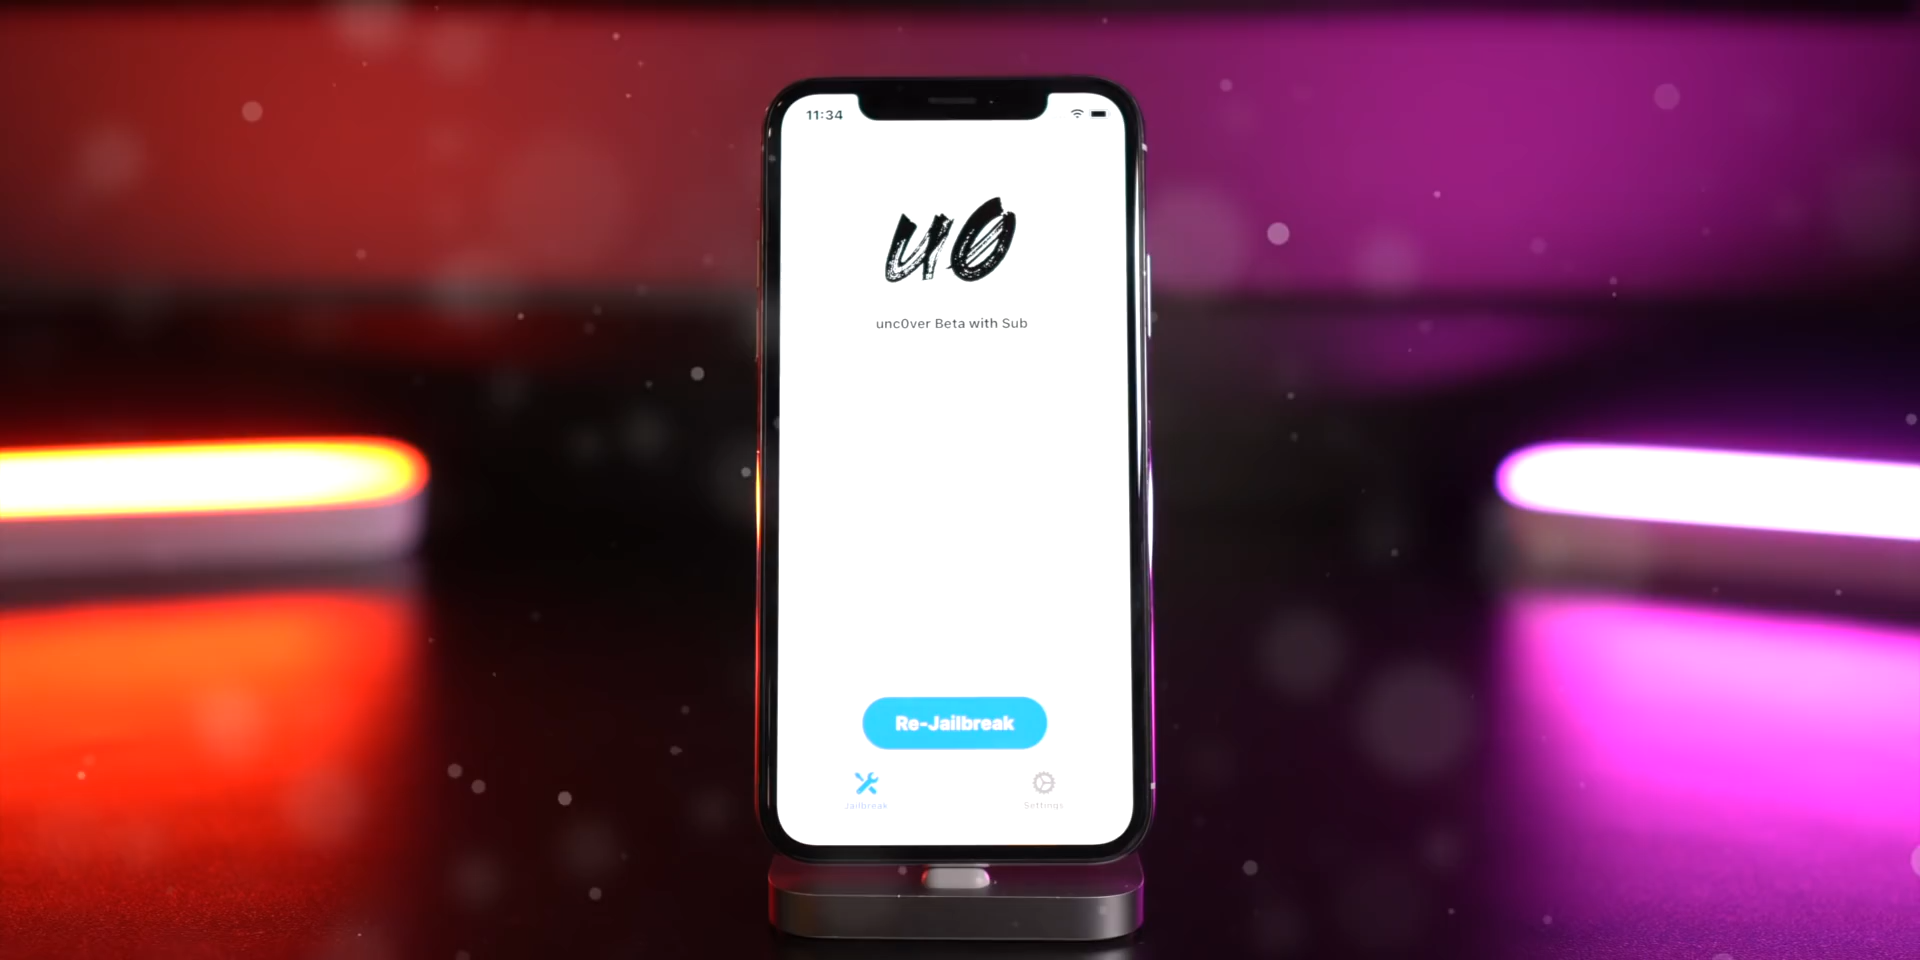 11:34
u0
unc0ver Beta with Sub
Re-Jailbreak
Jailbreak
Settings